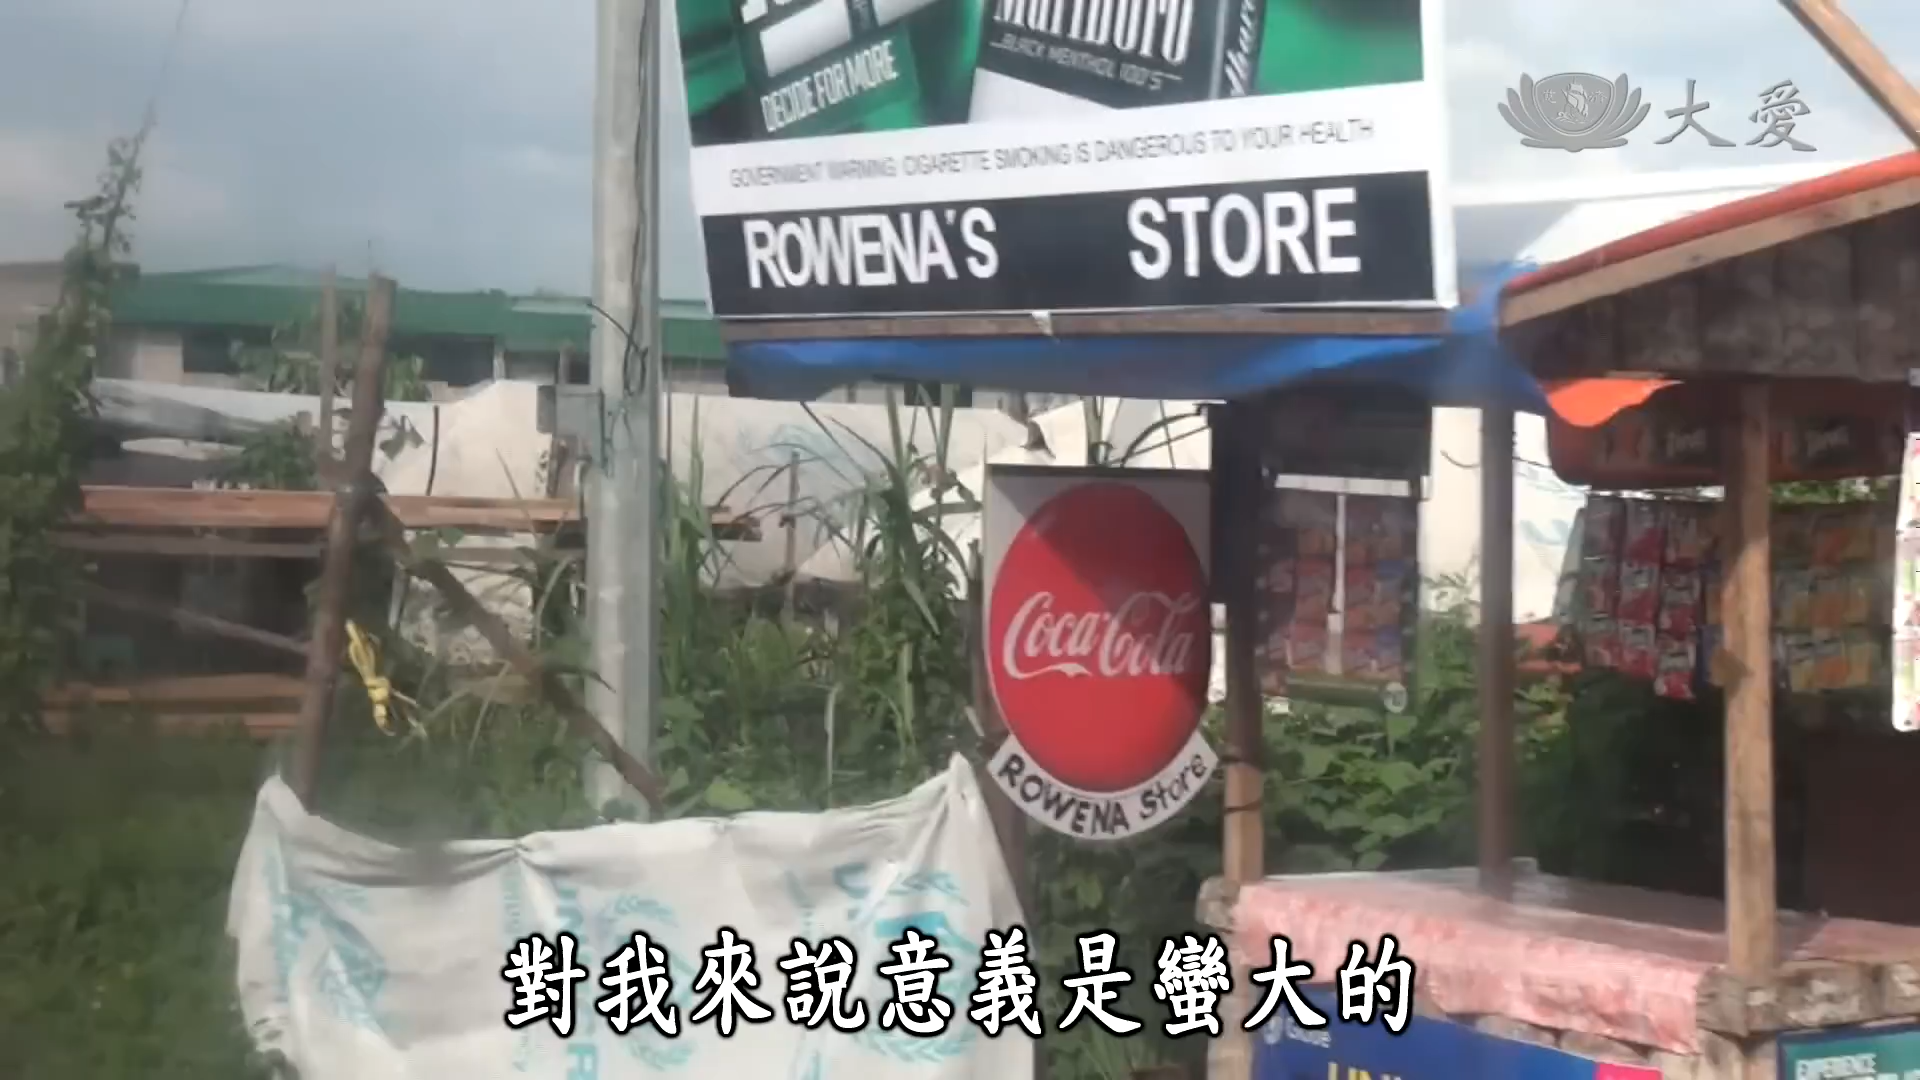 Marlboro
BLACK MENTHOL 100'S
DECIDE FOR MORE
大愛
GOVERNMENT WARNING: CIGARETTE SMOKING IS DANGEROUS TO YOUR HEALTH
ROWENA'S STORE
Coca-Cola
ROWENA Store
對我來說意義是蠻大的
EXPERIENCE